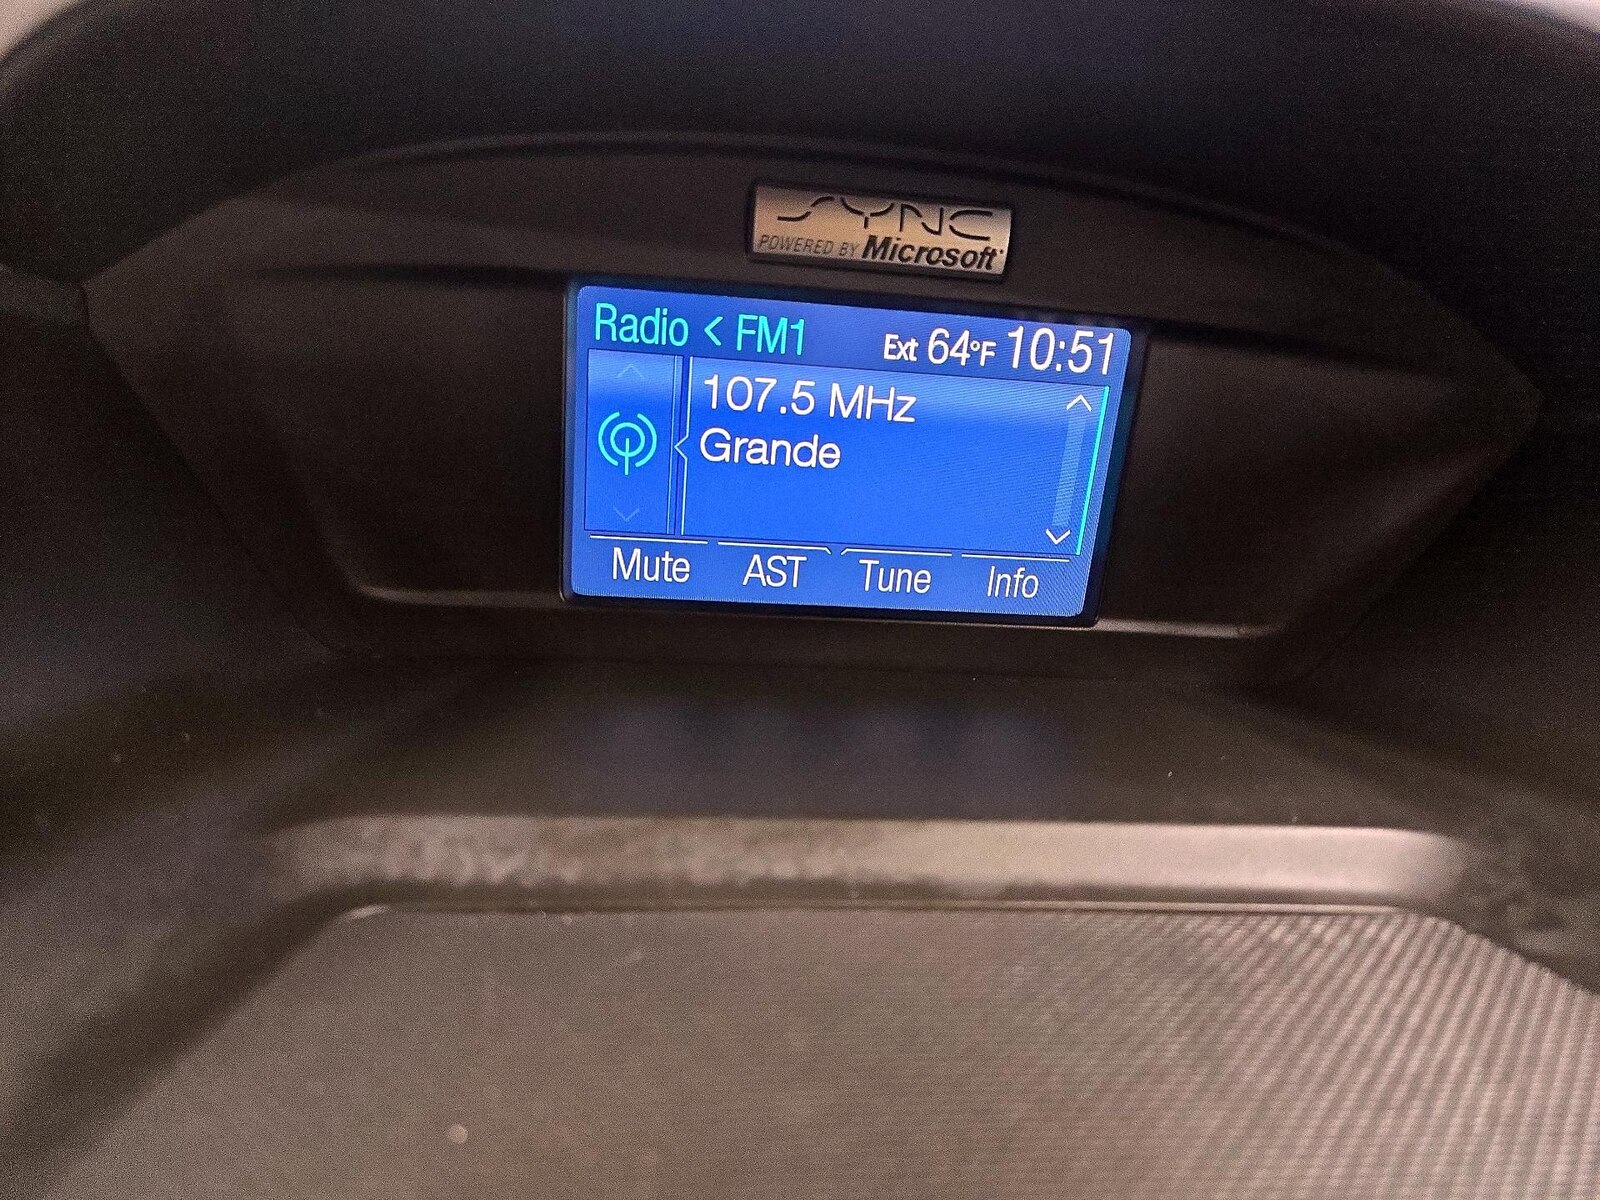 SYNC
POWERED BY Microsoft
Radio < FM1 Ext 64°F 10:51
107.5 MHz
Grande
Mute AST Tune Info